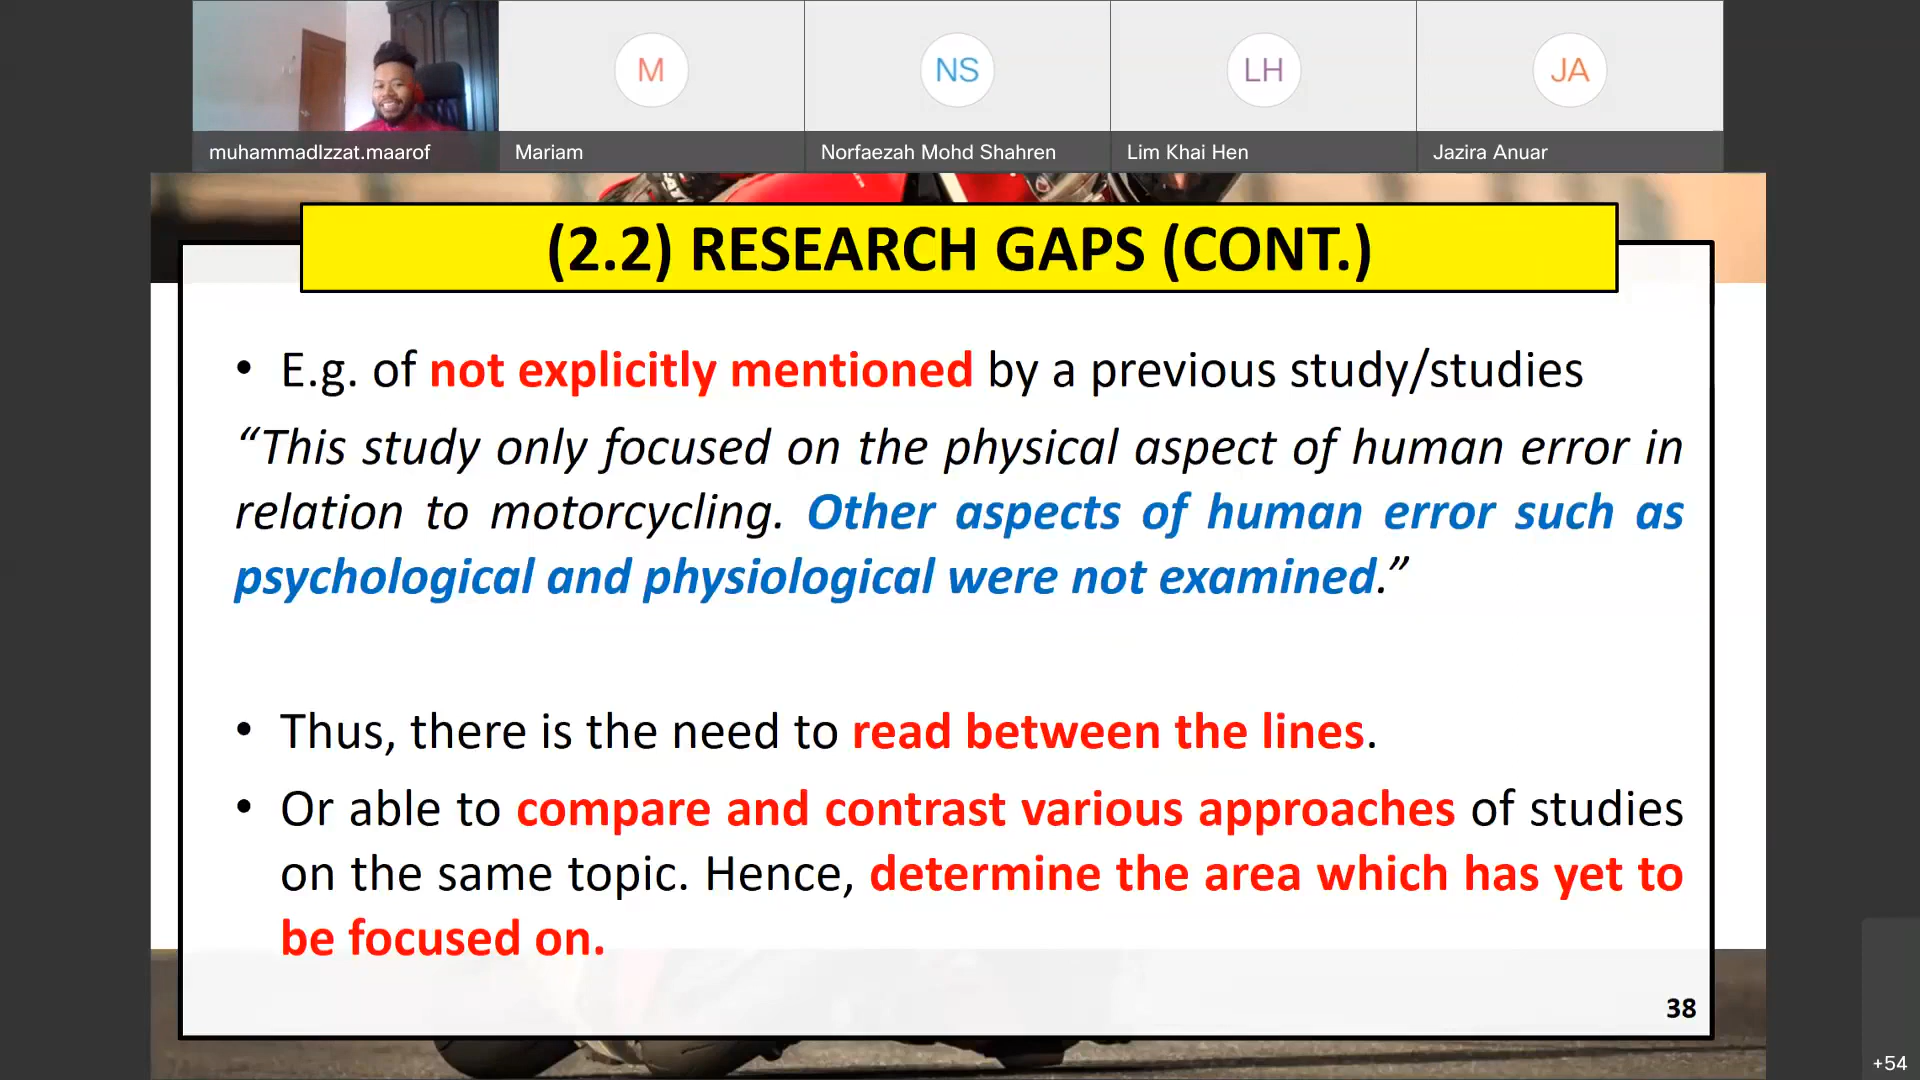 M
NS
LH
JA
muhammadIzzat.maarof
Mariam
Norfaezah Mohd Shahren
Lim Khai Hen
Jazira Anuar
(2.2) RESEARCH GAPS (CONT.)
• E.g. of not explicitly mentioned by a previous study/studies
“This study only focused on the physical aspect of human error in
relation to motorcycling. Other aspects of human error such as
psychological and physiological were not examined.”
• Thus, there is the need to read between the lines.
• Or able to compare and contrast various approaches of studies
on the same topic. Hence, determine the area which has yet to
be focused on.
38
+54